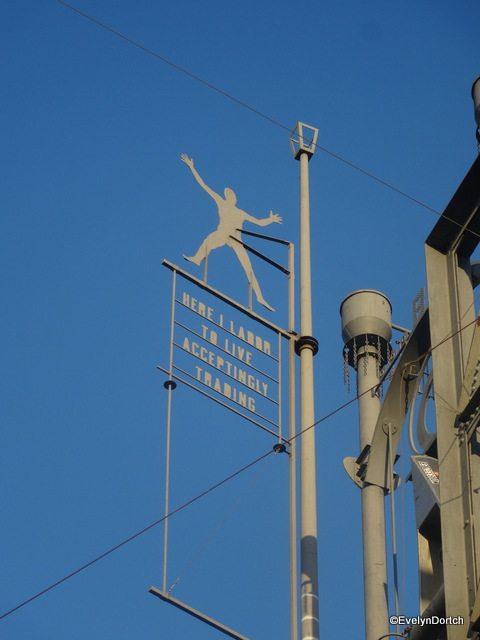 HERE I LABOR
TO LIVE
ACCEPTINGLY
TRADING
©EvelynDortch